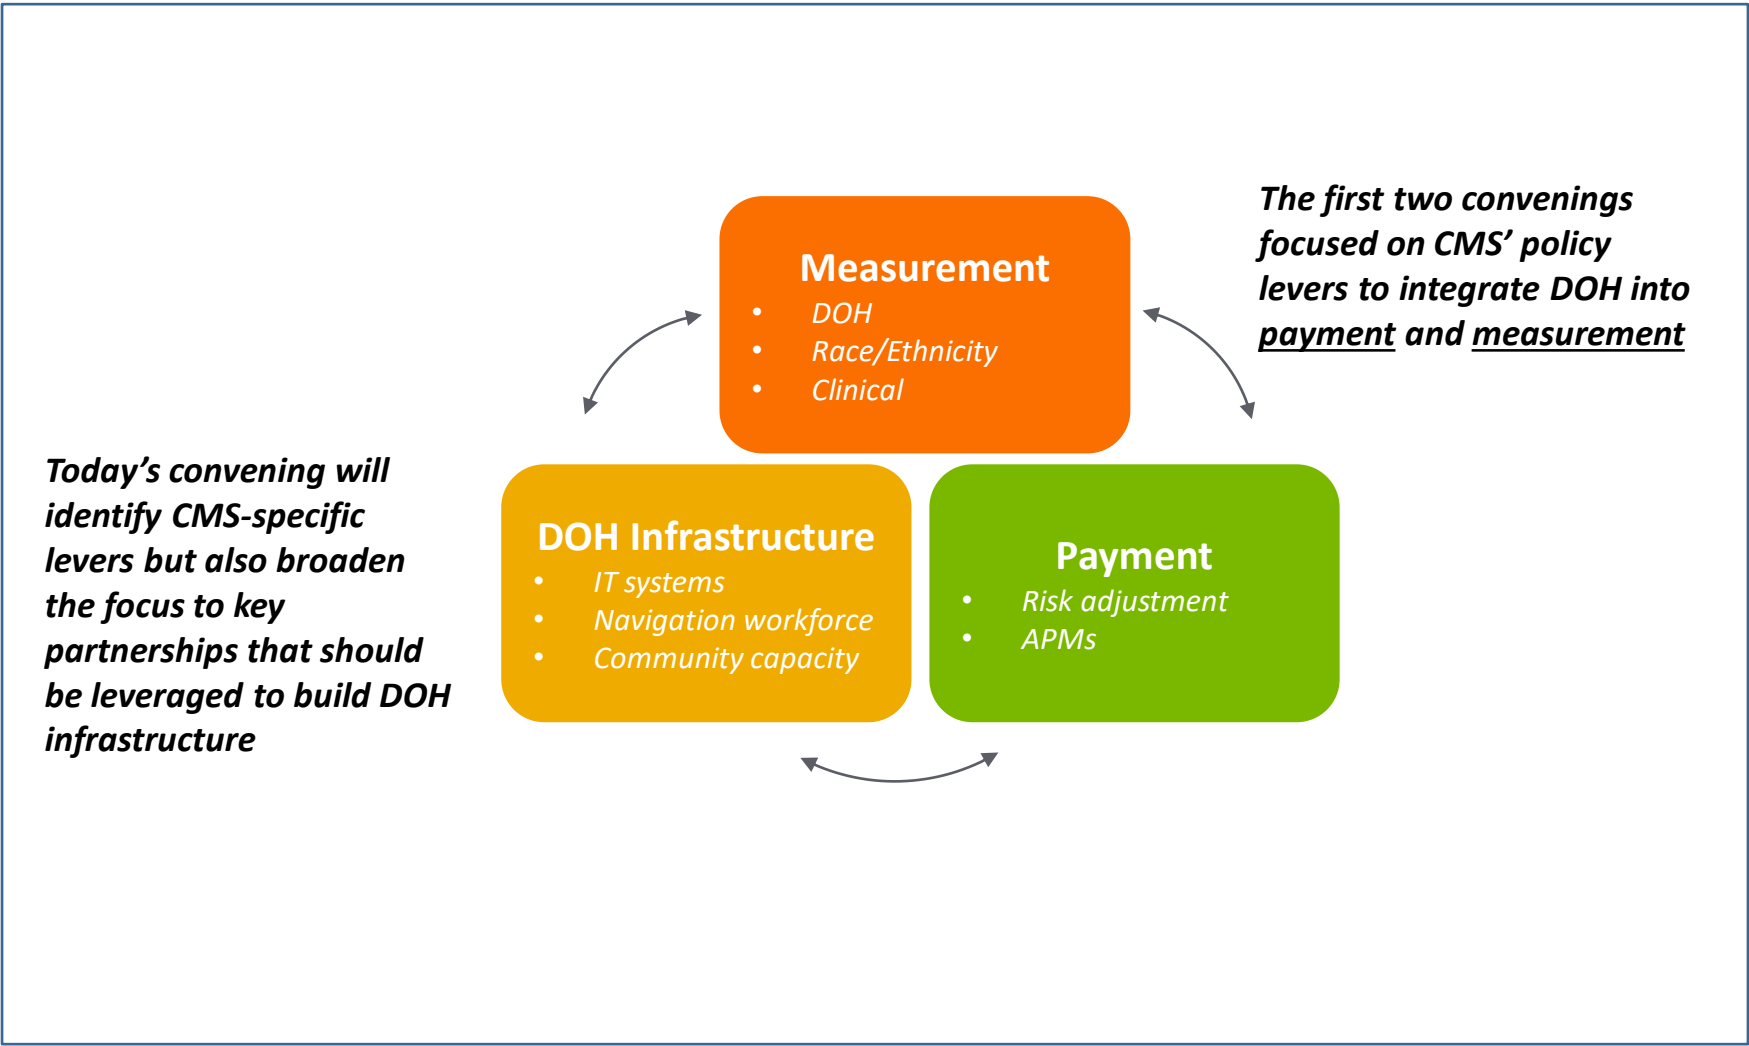 The first two convenings
focused on CMS’ policy
levers to integrate DOH into
payment and measurement
Measurement
• DOH
• Race/Ethnicity
• Clinical
Today’s convening will
identify CMS-specific
levers but also broaden
the focus to key
partnerships that should
be leveraged to build DOH
infrastructure
DOH Infrastructure
• IT systems
• Navigation workforce
• Community capacity
Payment
• Risk adjustment
• APMs